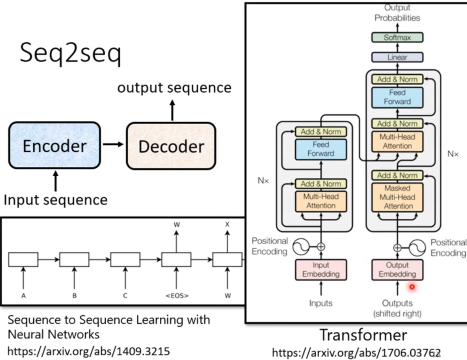 Seq2seq
output sequence
Encoder
Decoder
Input sequence
W
X
A
B
C
<EOS>
W
Sequence to Sequence Learning with
Neural Networks
https://arxiv.org/abs/1409.3215
Output
Probabilities
Softmax
Linear
Add & Norm
Feed
Forward
Add & Norm
Multi-Head
Attention
Nx
Add & Norm
Masked
Multi-Head
Attention
Add & Norm
Feed
Forward
Nx
Add & Norm
Multi-Head
Attention
Positional
Encoding
Positional
Encoding
Input
Embedding
Output
Embedding
Inputs
Outputs
(shifted right)
Transformer
https://arxiv.org/abs/1706.03762